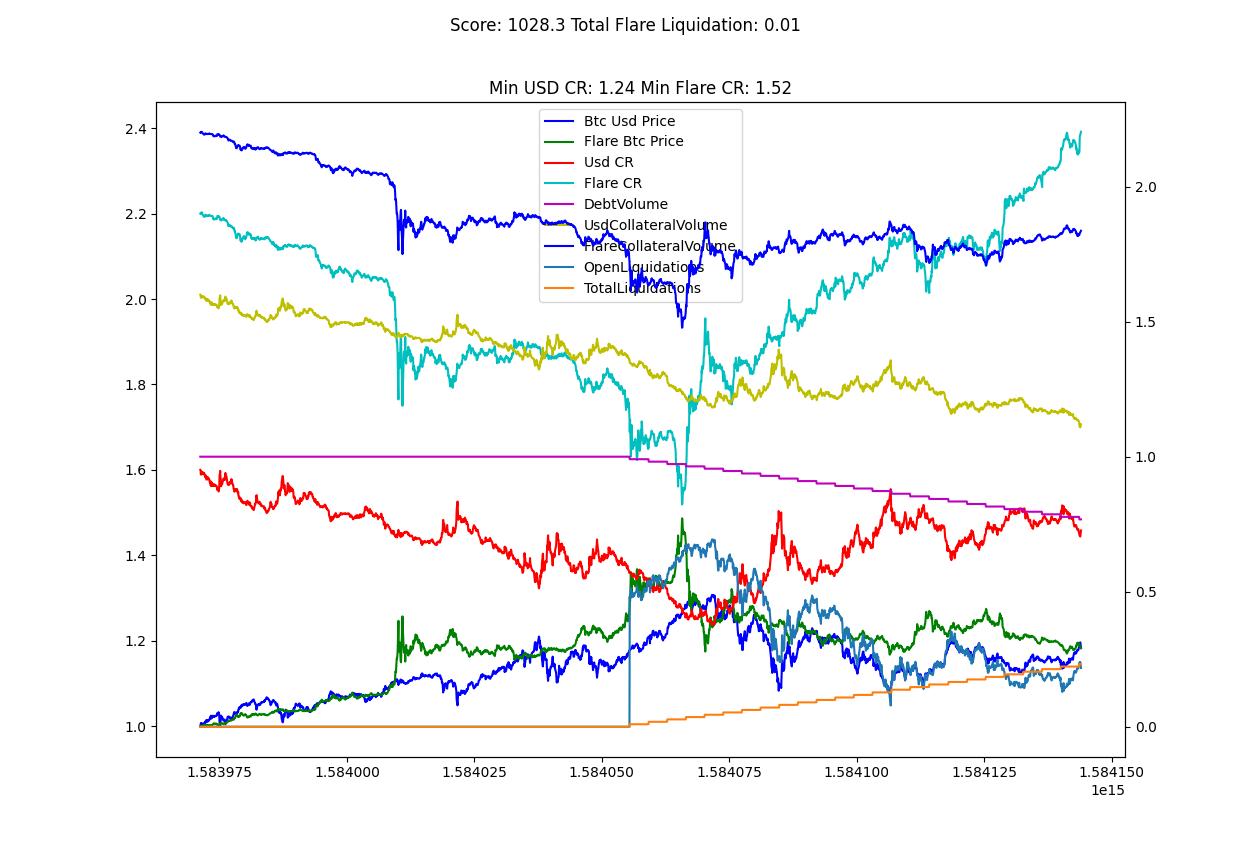 Score: 1028.3 Total Flare Liquidation: 0.01
Min USD CR: 1.24 Min Flare CR: 1.52
Btc Usd Price
Flare Btc Price
Usd CR
Flare CR
DebtVolume
UsdCollateralVolume
FlareCollateralVolume
OpenLiquidations
TotalLiquidations
2.4
2.2
2.0
1.8
1.6
1.4
1.2
1.0
2.0
1.5
1.0
0.5
0.0
1.583975 1.584000 1.584025 1.584050 1.584075 1.584100 1.584125 1.584150
1e15